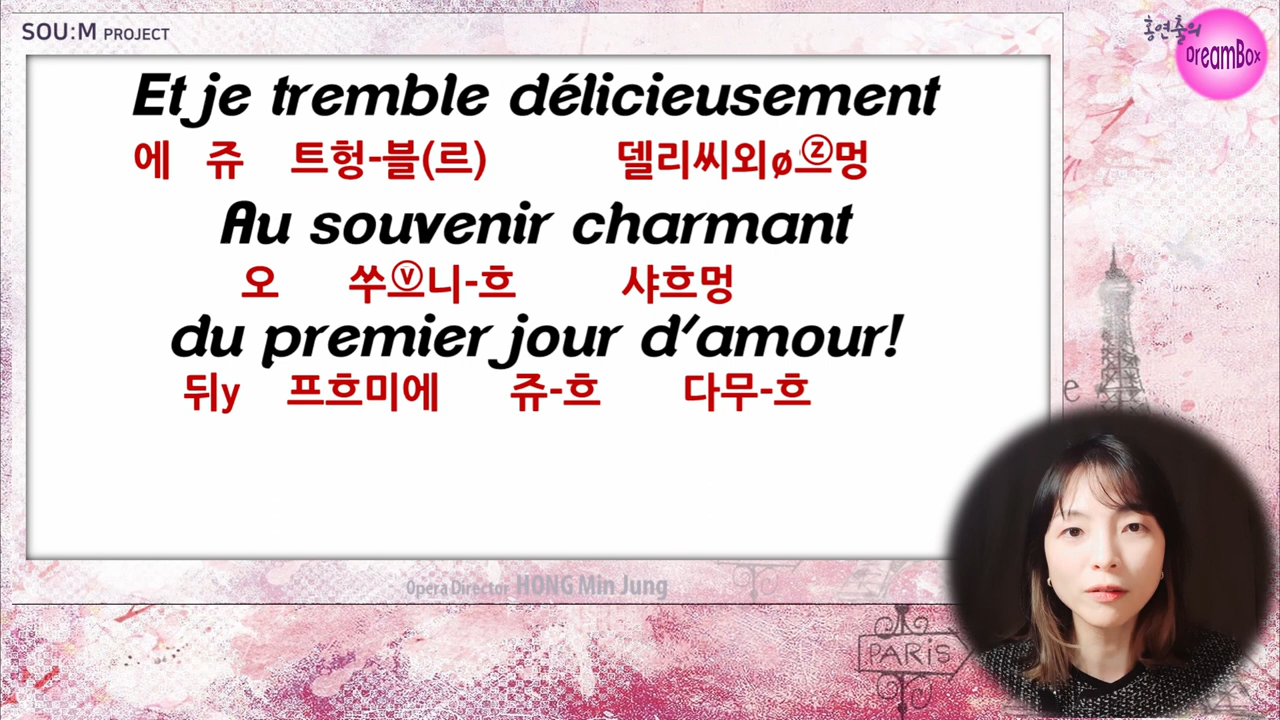 SOU:M PROJECT
홍연출의
DreamBox
Et je tremble délicieusement
에 쥬 트헝-블(르) 델리씨외ø으ⓩ멍
Au souvenir charmant
오 쑤으ⓥ니-흐 샤흐멍
du premier jour d'amour!
뒤y 프흐미에 쥬-흐 다무-흐
e
Opera Director HONG Min Jung
PARIS